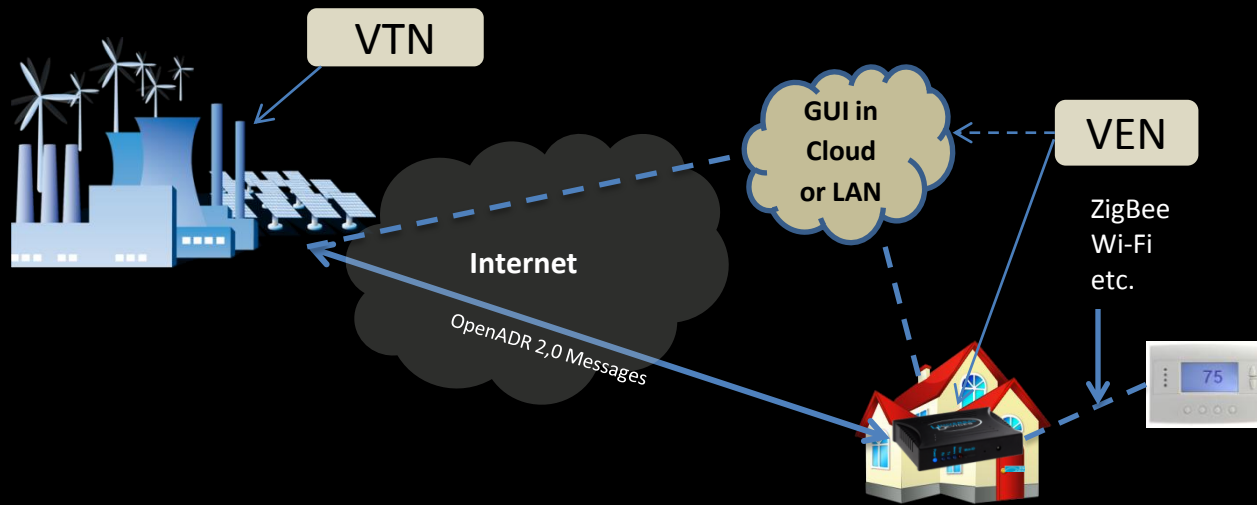 VTN
GUI in
Cloud
or LAN
VEN
ZigBee
Wi-Fi
etc.
Internet
OpenADR 2,0 Messages
75